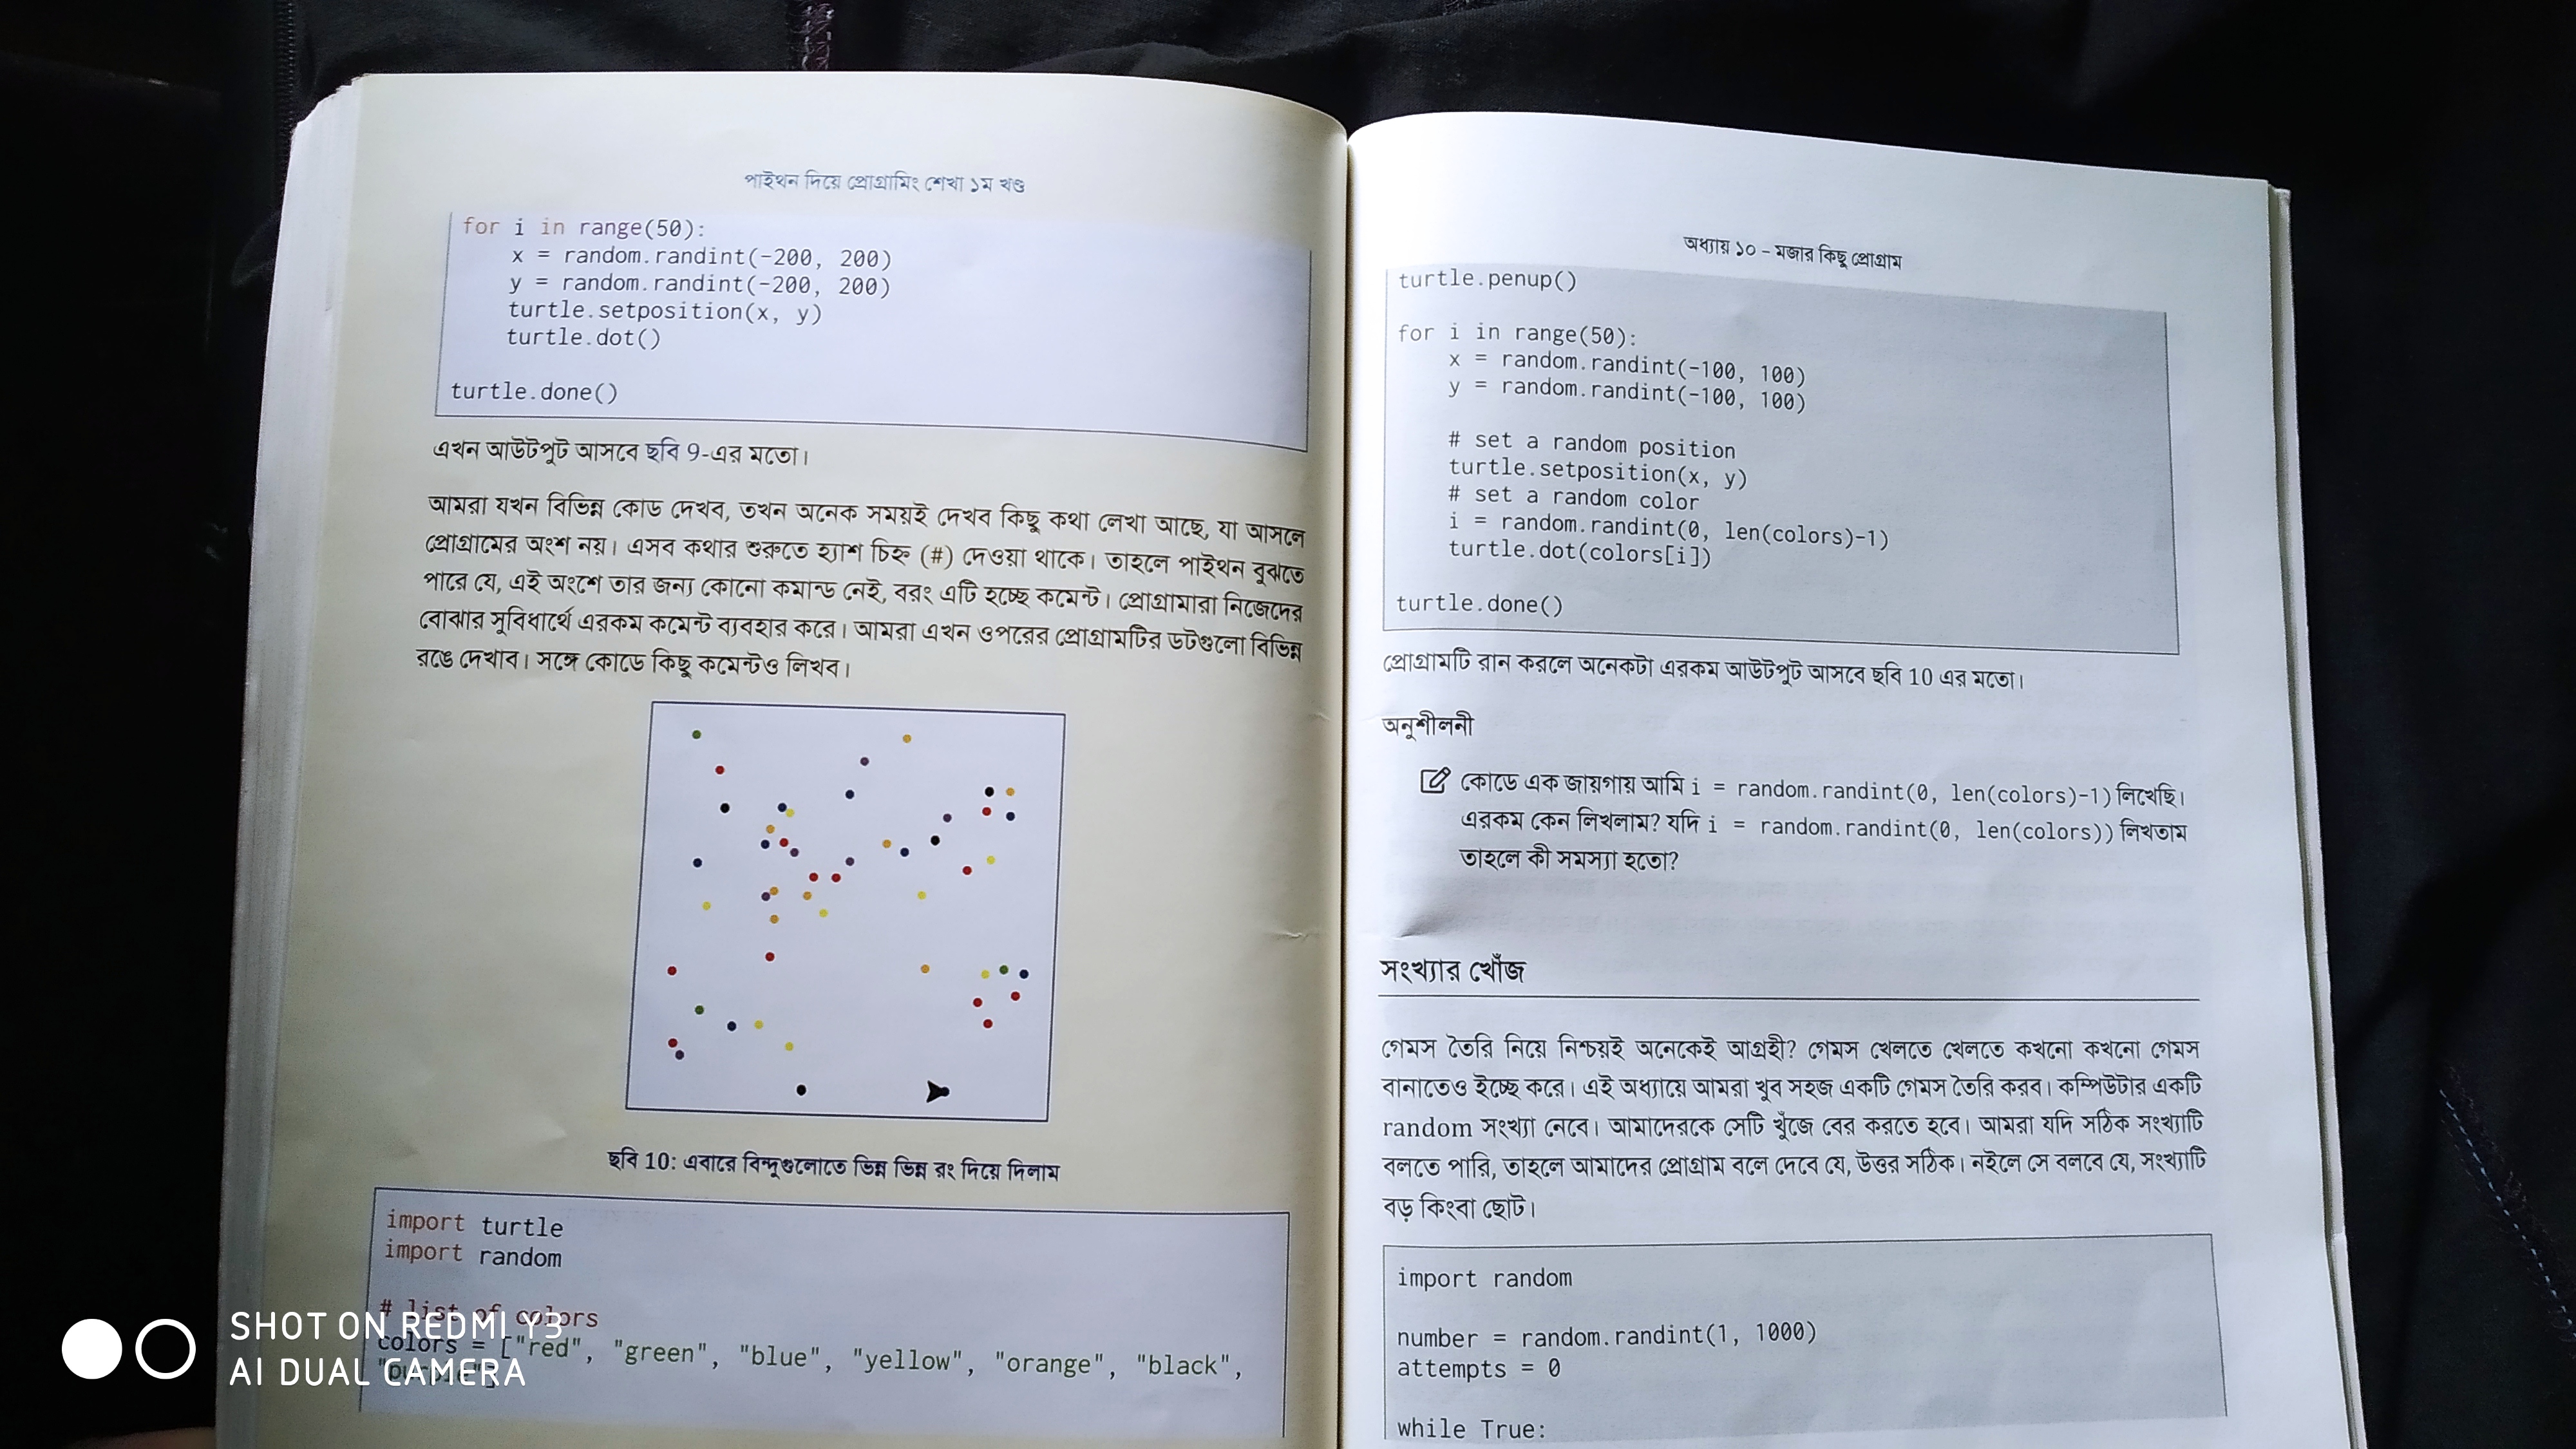 পাইথন দিয়ে প্রোগ্রামিং শেখা ১ম খণ্ড
for i in range(50):
    x = random.randint(-200, 200)
    y = random.randint(-200, 200)
    turtle.setposition(x, y)
    turtle.dot()
turtle.done()
এখন আউটপুট আসবে ছবি 9-এর মতো।
আমরা যখন বিভিন্ন কোড দেখব, তখন অনেক সময়ই দেখব কিছু কথা লেখা আছে, যা আসলে
প্রোগ্রামের অংশ নয়। এসব কথার শুরুতে হ্যাশ চিহ্ন (#) দেওয়া থাকে। তাহলে পাইথন বুঝতে
পারে যে, এই অংশে তার জন্য কোনো কমান্ড নেই, বরং এটি হচ্ছে কমেন্ট। প্রোগ্রামারা নিজেদের
বোঝার সুবিধার্থে এরকম কমেন্ট ব্যবহার করে। আমরা এখন ওপরের প্রোগ্রামটির ডটগুলো বিভিন্ন
রঙে দেখাব। সঙ্গে কোডে কিছু কমেন্টও লিখব।
ছবি 10: এবারে বিন্দুগুলোতে ভিন্ন ভিন্ন রং দিয়ে দিলাম
import turtle
import random
# list of colors
colors = ["red", "green", "blue", "yellow", "orange", "black",
SHOT ON REDMI Y3
AI DUAL CAMERA
অধ্যায় ১০ – মজার কিছু প্রোগ্রাম
turtle.penup()
for i in range(50):
    x = random.randint(-100, 100)
    y = random.randint(-100, 100)
    # set a random position
    turtle.setposition(x, y)
    # set a random color
    i = random.randint(0, len(colors)-1)
    turtle.dot(colors[i])
turtle.done()
প্রোগ্রামটি রান করলে অনেকটা এরকম আউটপুট আসবে ছবি 10 এর মতো।
অনুশীলনী
কোডে এক জায়গায় আমি i = random.randint(0, len(colors)-1) লিখেছি।
এরকম কেন লিখলাম? যদি i = random.randint(0, len(colors)) লিখতাম
তাহলে কী সমস্যা হতো?
সংখ্যার খোঁজ
গেমস তৈরি নিয়ে নিশ্চয়ই অনেকেই আগ্রহী? গেমস খেলতে খেলতে কখনো কখনো গেমস
বানাতেও ইচ্ছে করে। এই অধ্যায়ে আমরা খুব সহজ একটি গেমস তৈরি করব। কম্পিউটার একটি
random সংখ্যা নেবে। আমাদেরকে সেটি খুঁজে বের করতে হবে। আমরা যদি সঠিক সংখ্যাটি
বলতে পারি, তাহলে আমাদের প্রোগ্রাম বলে দেবে যে, উত্তর সঠিক। নইলে সে বলবে যে, সংখ্যাটি
বড় কিংবা ছোট।
import random
number = random.randint(1, 1000)
attempts = 0
while True: